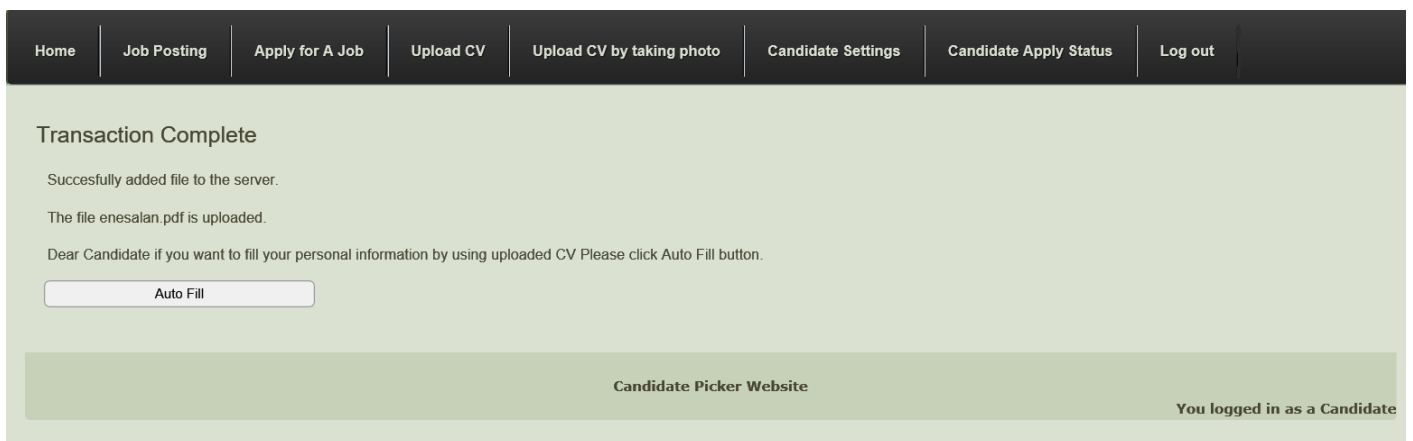 Home Job Posting Apply for A Job Upload CV Upload CV by taking photo Candidate Settings Candidate Apply Status Log out
Transaction Complete
Succesfully added file to the server.
The file enesalan.pdf is uploaded.
Dear Candidate if you want to fill your personal information by using uploaded CV Please click Auto Fill button.
Auto Fill
Candidate Picker Website
You logged in as a Candidate